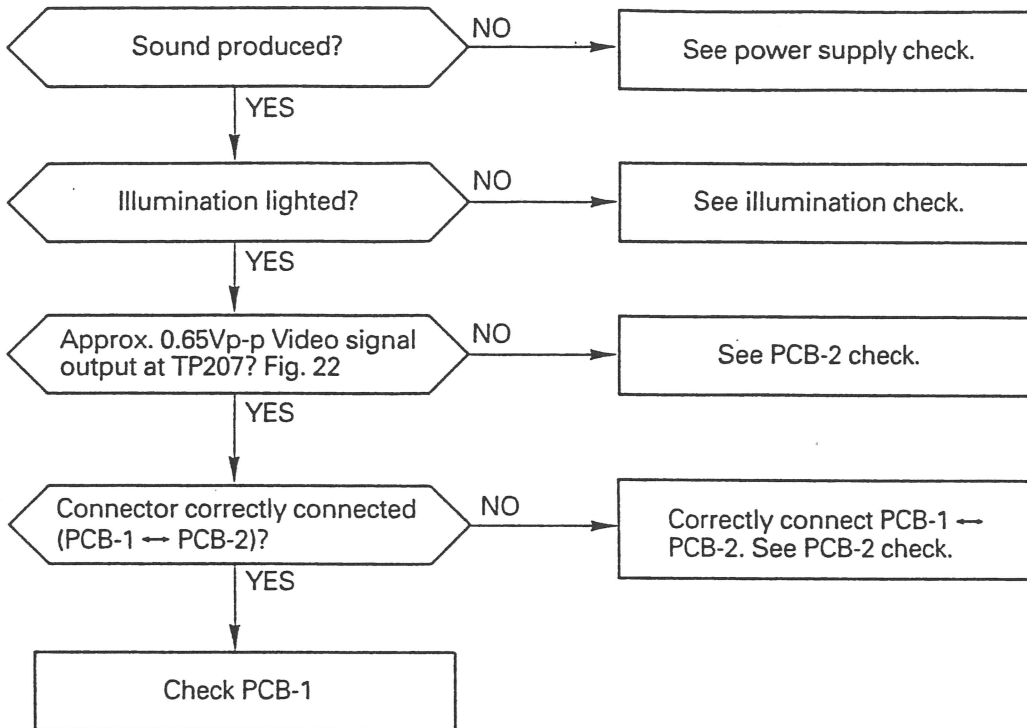 Sound produced?
NO
See power supply check.
YES
Illumination lighted?
NO
See illumination check.
YES
Approx. 0.65Vp-p Video signal
output at TP207? Fig. 22
NO
See PCB-2 check.
YES
Connector correctly connected
(PCB-1 ↔ PCB-2)?
NO
Correctly connect PCB-1 ↔
PCB-2. See PCB-2 check.
YES
Check PCB-1